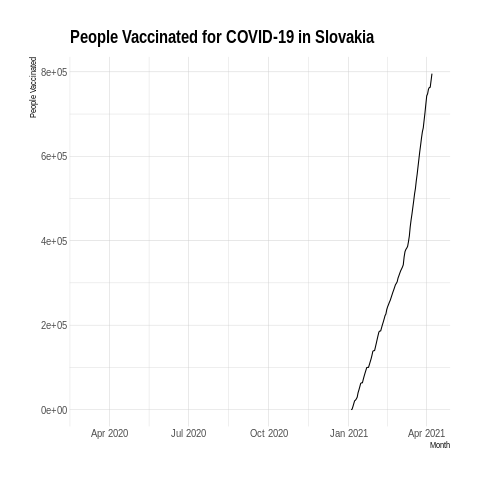 People Vaccinated for COVID-19 in Slovakia
People Vaccinated
8e+05
6e+05
4e+05
2e+05
0e+00
Apr 2020 Jul 2020 Oct 2020 Jan 2021 Apr 2021
Month